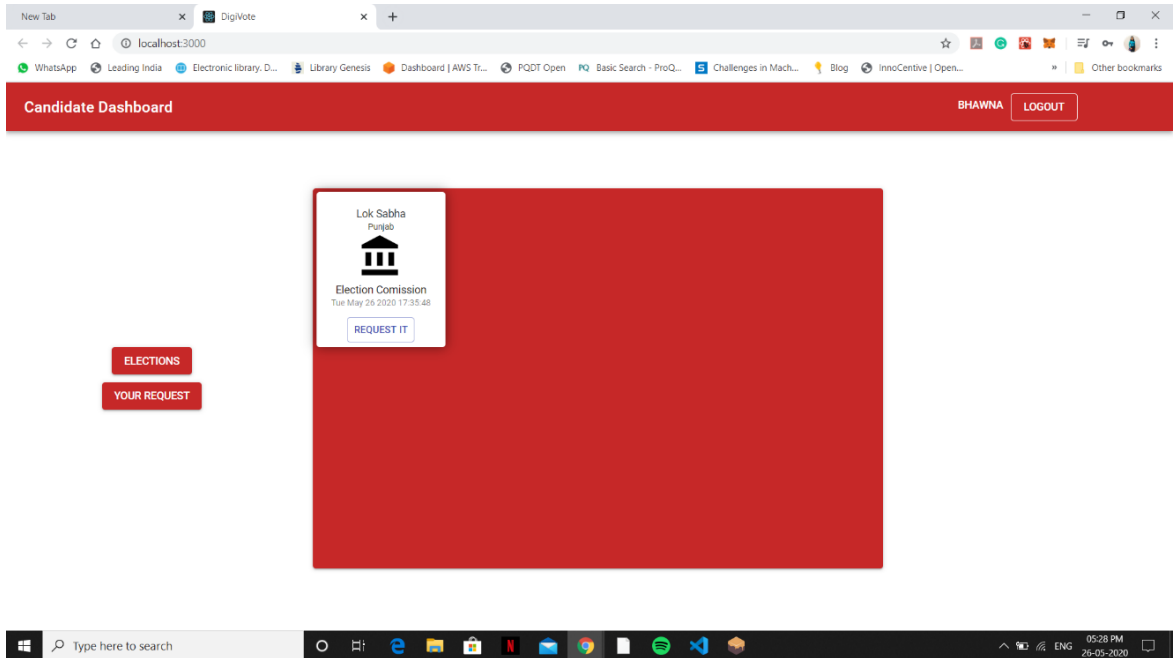 New Tab
DigiVote
localhost:3000
WhatsApp Leading India Electronic library. D... Library Genesis Dashboard | AWS Tr... PQDT Open PQ Basic Search - ProQ... S Challenges in Mach... Blog InnoCentive | Open... » Other bookmarks
Candidate Dashboard BHAWNA LOGOUT
Lok Sabha
Punjab
Election Comission
Tue May 26 2020 17:35:48
REQUEST IT
ELECTIONS
YOUR REQUEST
Type here to search
N
ENG
05:28 PM
26-05-2020